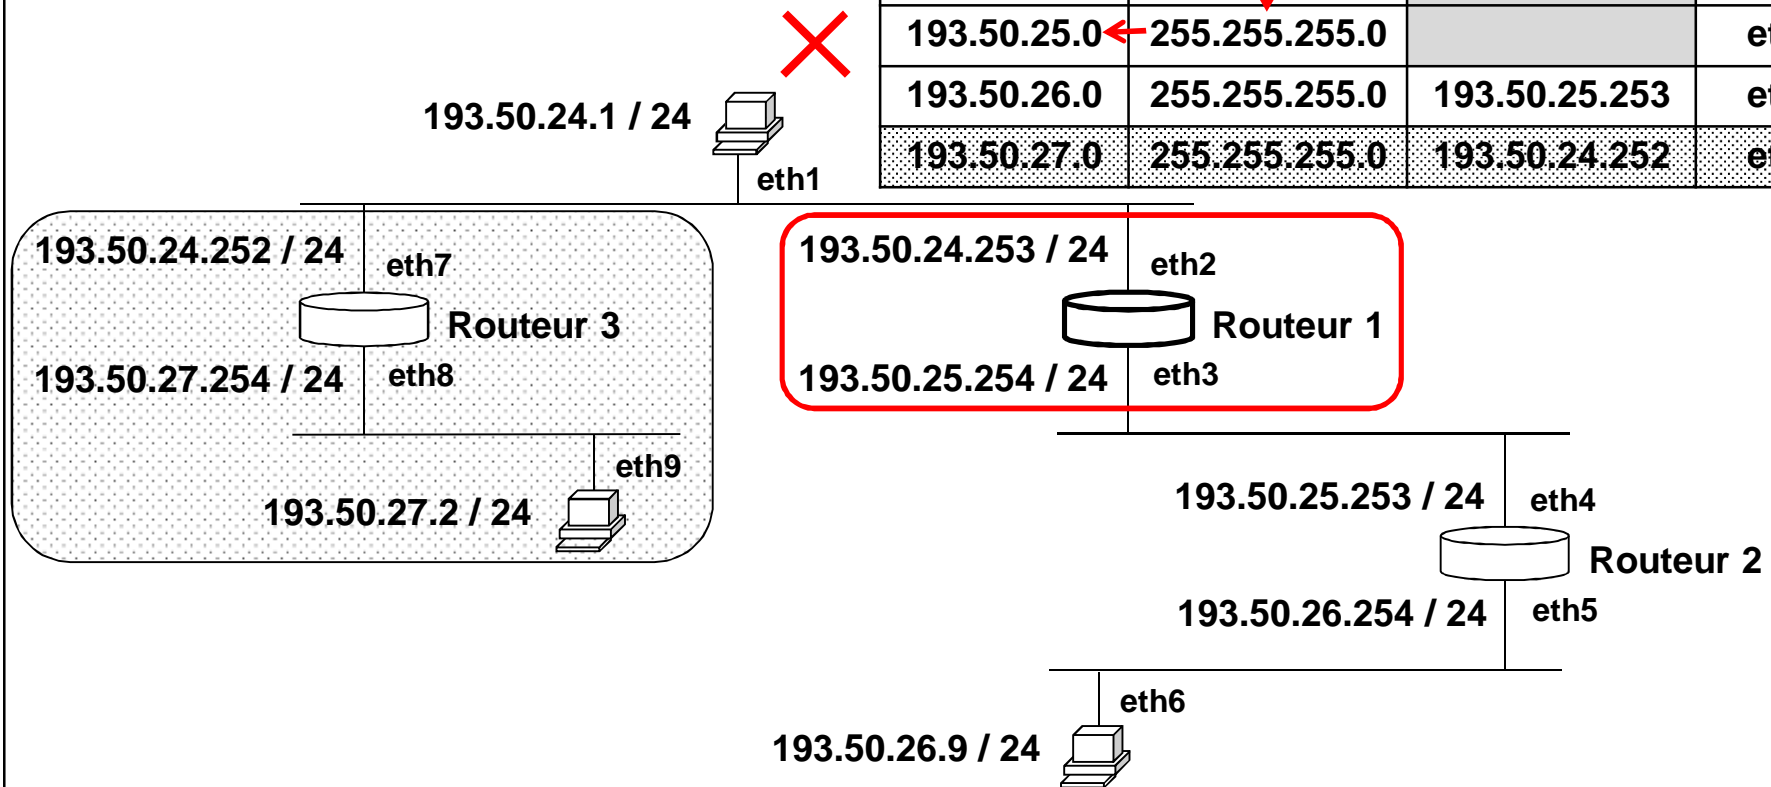 193.50.25.0 255.255.255.0
193.50.26.0 255.255.255.0 193.50.25.253
193.50.27.0 255.255.255.0 193.50.24.252
193.50.24.1 / 24
eth1
193.50.24.252 / 24
eth7
Routeur 3
193.50.27.254 / 24
eth8
eth9
193.50.27.2 / 24
193.50.24.253 / 24
eth2
Routeur 1
193.50.25.254 / 24
eth3
193.50.25.253 / 24
eth4
Routeur 2
193.50.26.254 / 24
eth5
eth6
193.50.26.9 / 24